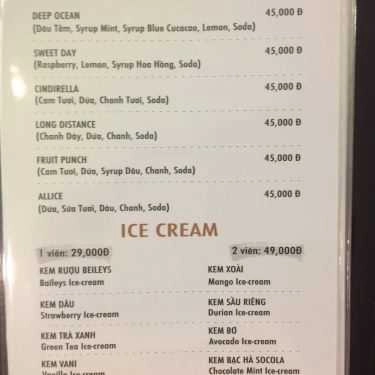 DEEP OCEAN 45,000 Đ
(Dâu Tằm, Syrup Mint, Syrup Blue Cucacao, Lemon, Soda)
SWEET DAY 45,000 Đ
(Raspberry, Lemon, Syrup Hoa Hồng, Soda)
CINDIRELLA 45,000 Đ
(Cam Tươi, Dứa, Chanh Tươi, Soda)
LONG DISTANCE 45,000 Đ
(Chanh Dây, Dứa, Chanh, Soda)
FRUIT PUNCH 45,000 Đ
(Cam Tươi, Dứa, Syrup Dâu, Chanh, Soda)
ALLICE 45,000 Đ
(Dứa, Sữa Tươi, Dâu, Chanh, Soda)
ICE CREAM
1 viên: 29,000Đ 2 viên: 49,000Đ
KEM RƯỢU BEILEYS
Baileys Ice-cream
KEM DÂU
Strawberry Ice-cream
KEM TRÀ XANH
Green Tea Ice-cream
KEM VANI
Vanilla Ice-cream
KEM XOÀI
Mango Ice-cream
KEM SẦU RIÊNG
Durian Ice-cream
KEM BƠ
Avocado Ice-cream
KEM BẠC HÀ SOCOLA
Chocolate Mint Ice-cream